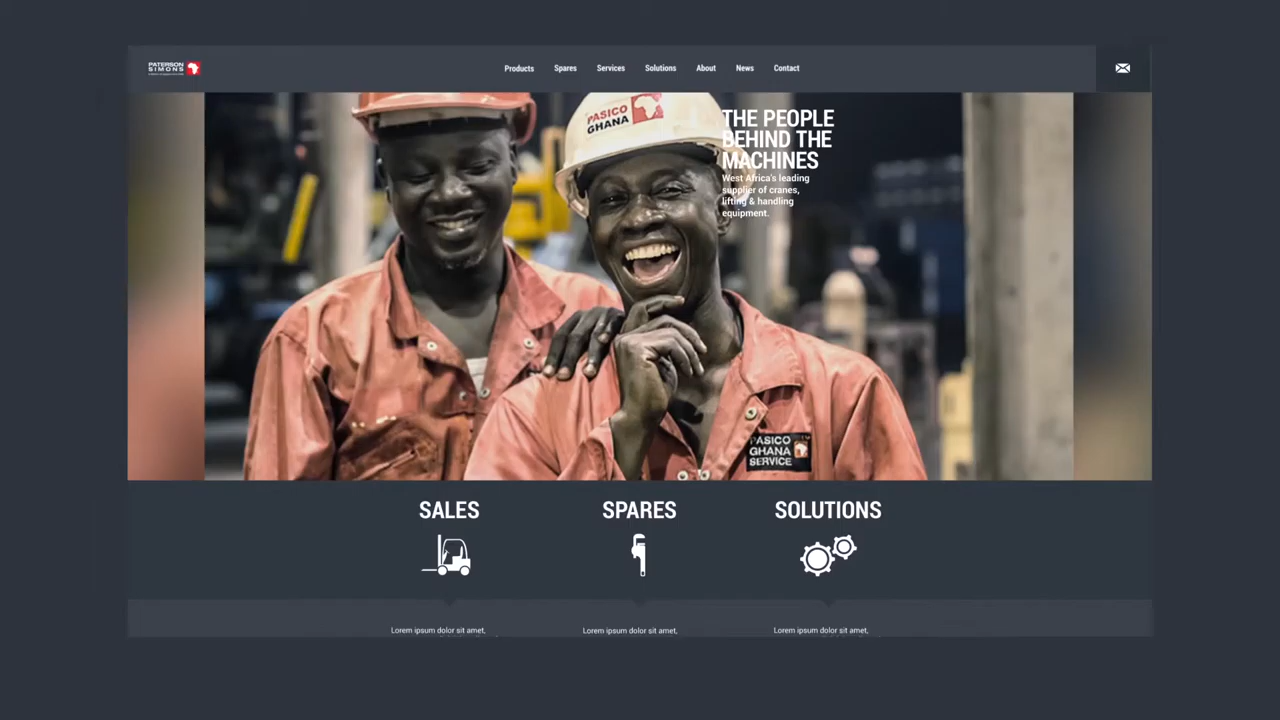 PATERSON
SIMONS
Products Spares Services Solutions About News Contact
PASICO
GHANA
THE PEOPLE
BEHIND THE
MACHINES
West Africa's leading
supplier of cranes,
lifting & handling
equipment.
PASICO
GHANA
SERVICE
SALES SPARES SOLUTIONS
Lorem ipsum dolor sit amet, Lorem ipsum dolor sit amet, Lorem ipsum dolor sit amet,